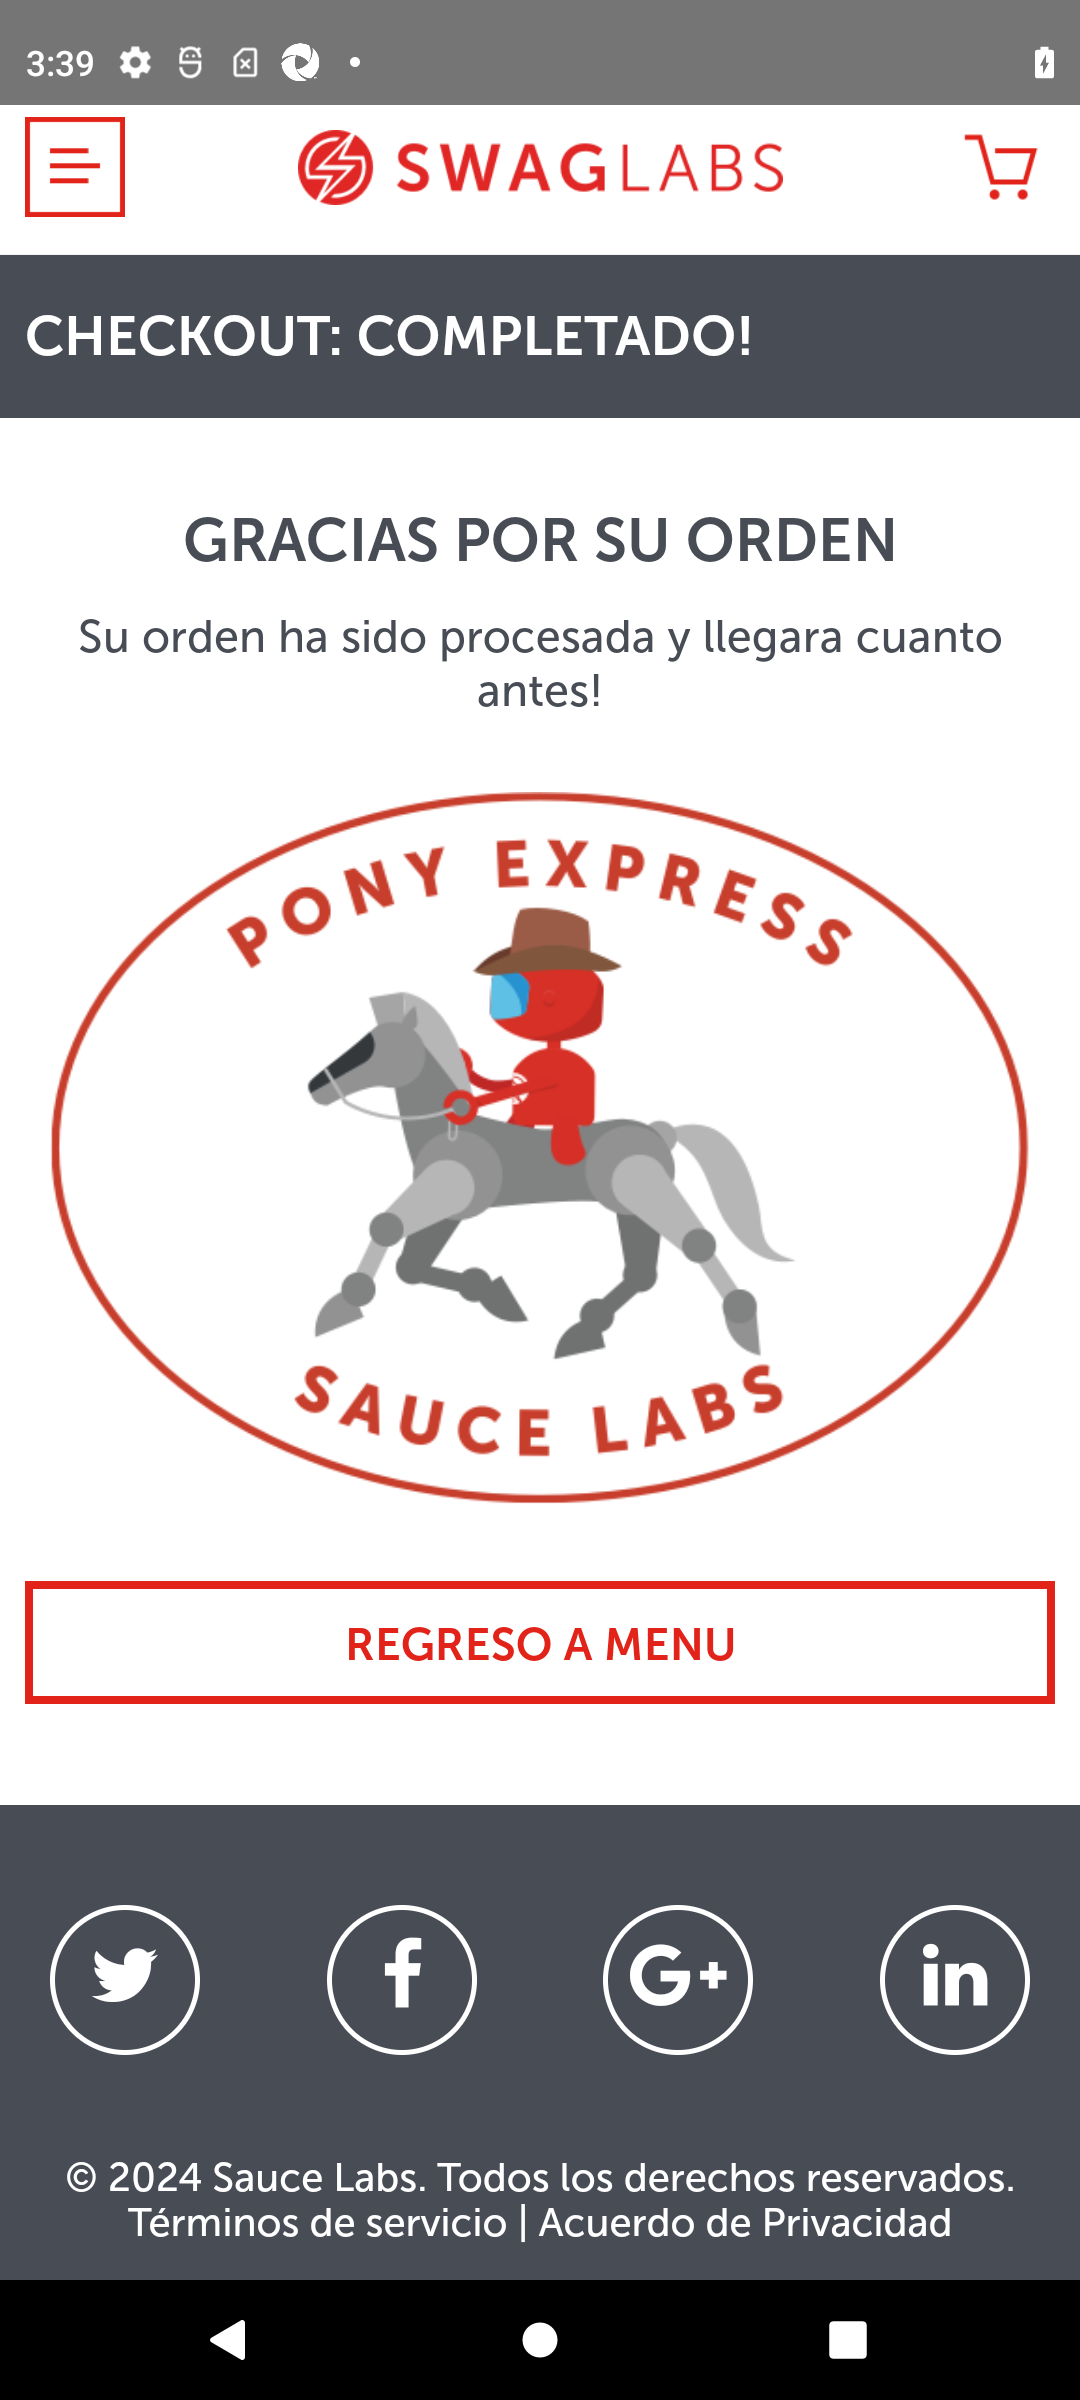 3:39
SWAGLABS
CHECKOUT: COMPLETADO!
GRACIAS POR SU ORDEN
Su orden ha sido procesada y llegara cuanto
antes!
PONY EXPRESS
SAUCE LABS
REGRESO A MENU
© 2024 Sauce Labs. Todos los derechos reservados.
Términos de servicio | Acuerdo de Privacidad